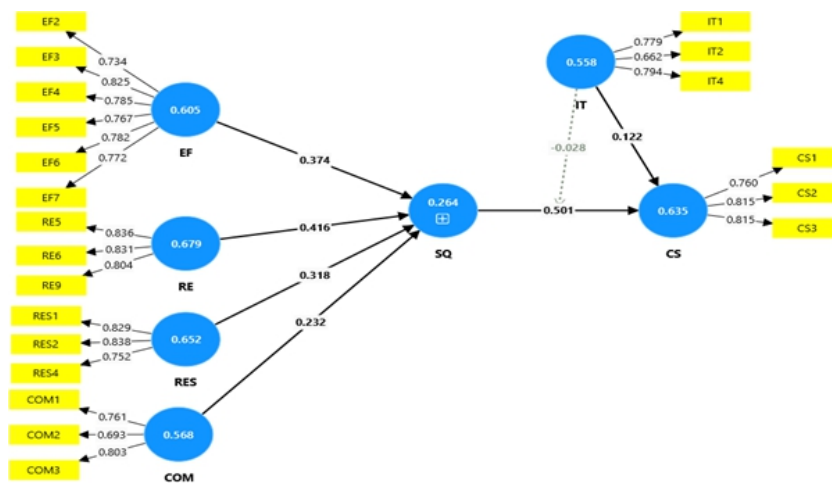 EF2
EF3
EF4
EF5
EF6
EF7
0.734
0.825
0.785
0.767
0.782
0.772
0.605
EF
0.374
RE5
RE6
RE9
0.836
0.831
0.804
0.679
RE
0.416
RES1
RES2
RES4
0.829
0.838
0.752
0.652
RES
0.318
COM1
COM2
COM3
0.761
0.693
0.803
0.568
COM
0.232
0.264
SQ
0.501
IT1
IT2
IT4
0.779
0.662
0.794
0.558
IT
-0.028
0.122
0.635
CS
0.760
0.815
0.815
CS1
CS2
CS3